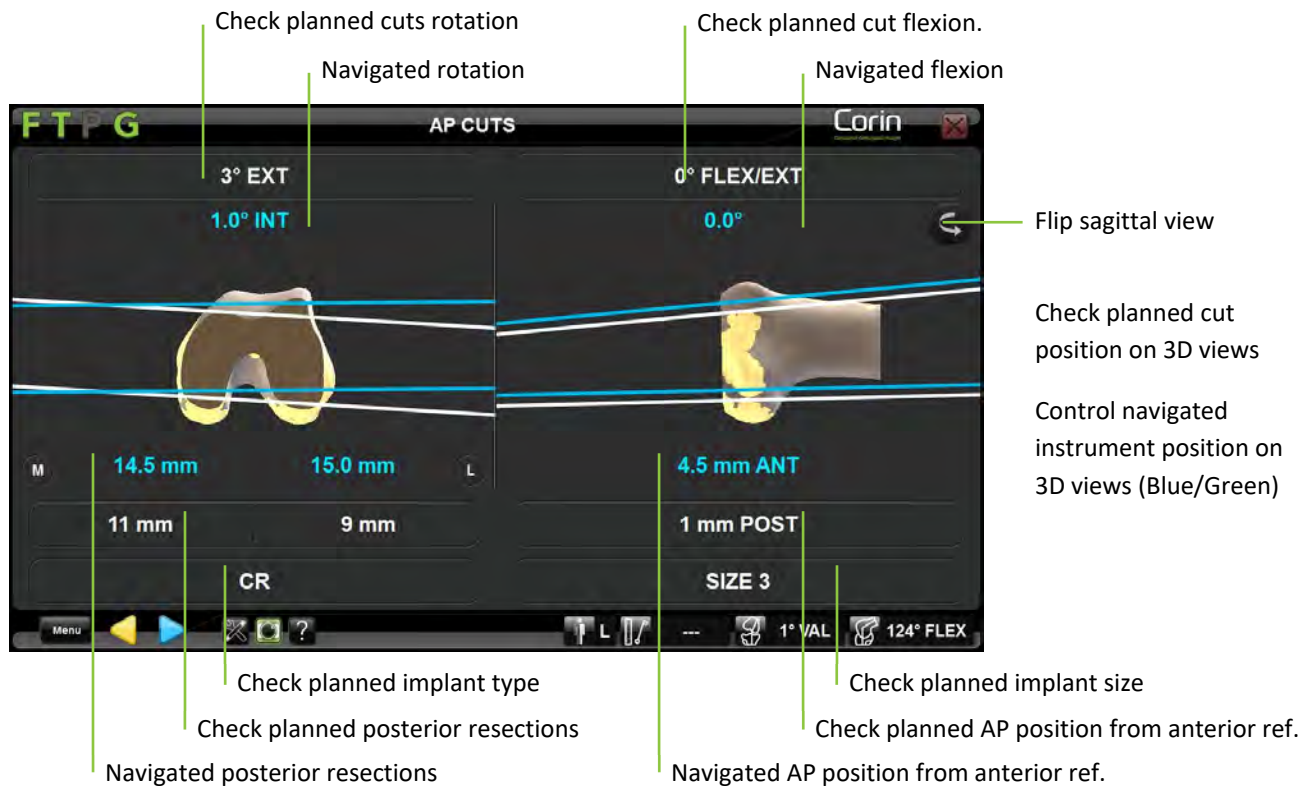 Check planned cuts rotation
Check planned cut flexion.
Navigated rotation
Navigated flexion
F T P G
AP CUTS
Corin
3° EXT
0° FLEX/EXT
1.0° INT
0.0°
Flip sagittal view
Check planned cut
position on 3D views
Control navigated
instrument position on
3D views (Blue/Green)
M
14.5 mm
15.0 mm
L
4.5 mm ANT
11 mm
9 mm
1 mm POST
CR
SIZE 3
Menu
?
L
---
1° VAL
124° FLEX
Check planned implant type
Check planned implant size
Check planned posterior resections
Check planned AP position from anterior ref.
Navigated posterior resections
Navigated AP position from anterior ref.